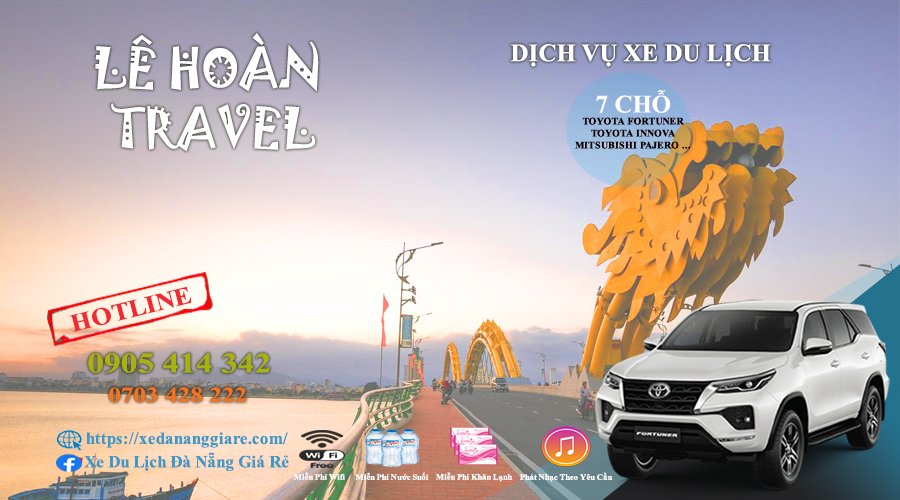 LÊ HOÀN
TRAVEL
DỊCH VỤ XE DU LỊCH
7 CHỖ
TOYOTA FORTUNER
TOYOTA INNOVA
MITSUBISHI PAJERO ...
HOTLINE
0905 414 342
0703 428 222
https://xedananggiare.com/
Xe Du Lịch Đà Nẵng Giá Rẻ
Wi Fi
Free
Miễn Phí Wifi
Miễn Phí Nước Suối
Miễn Phí Khăn Lạnh
Phát Nhạc Theo Yêu Cầu
FORTUNER